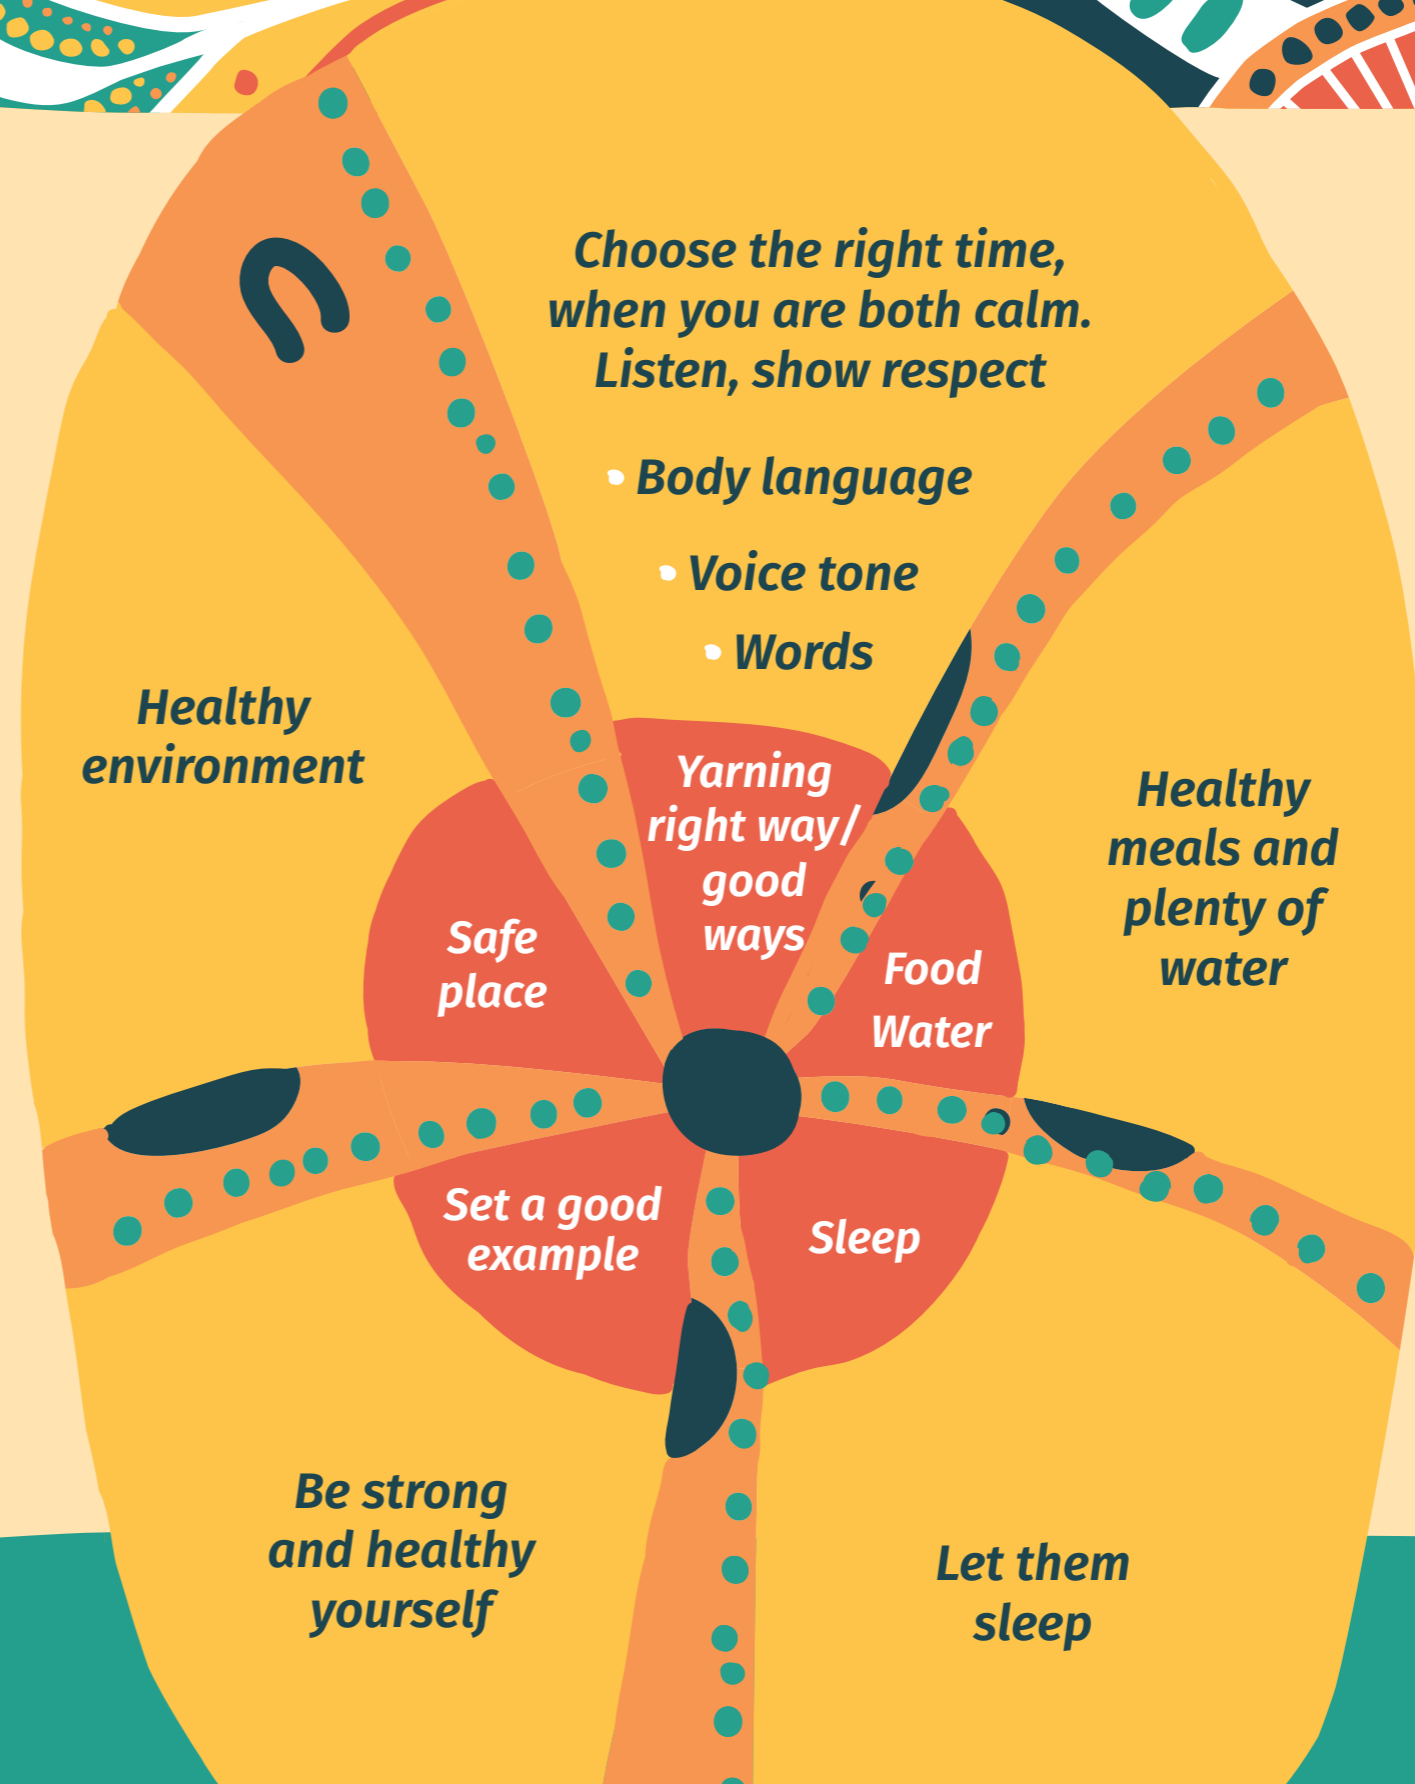 Choose the right time,
when you are both calm.
Listen, show respect
Body language
Voice tone
Words
Healthy
environment
Yarning
right way/
good
ways
Healthy
meals and
plenty of
water
Safe
place
Food
Water
Set a good
example
Sleep
Be strong
and healthy
yourself
Let them
sleep